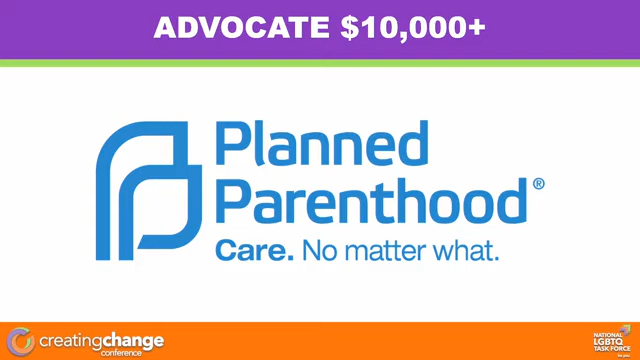 ADVOCATE $10,000+
Planned
Parenthood®
Care. No matter what.
creatingchange
conference
NATIONAL
LGBTQ
TASK FORCE